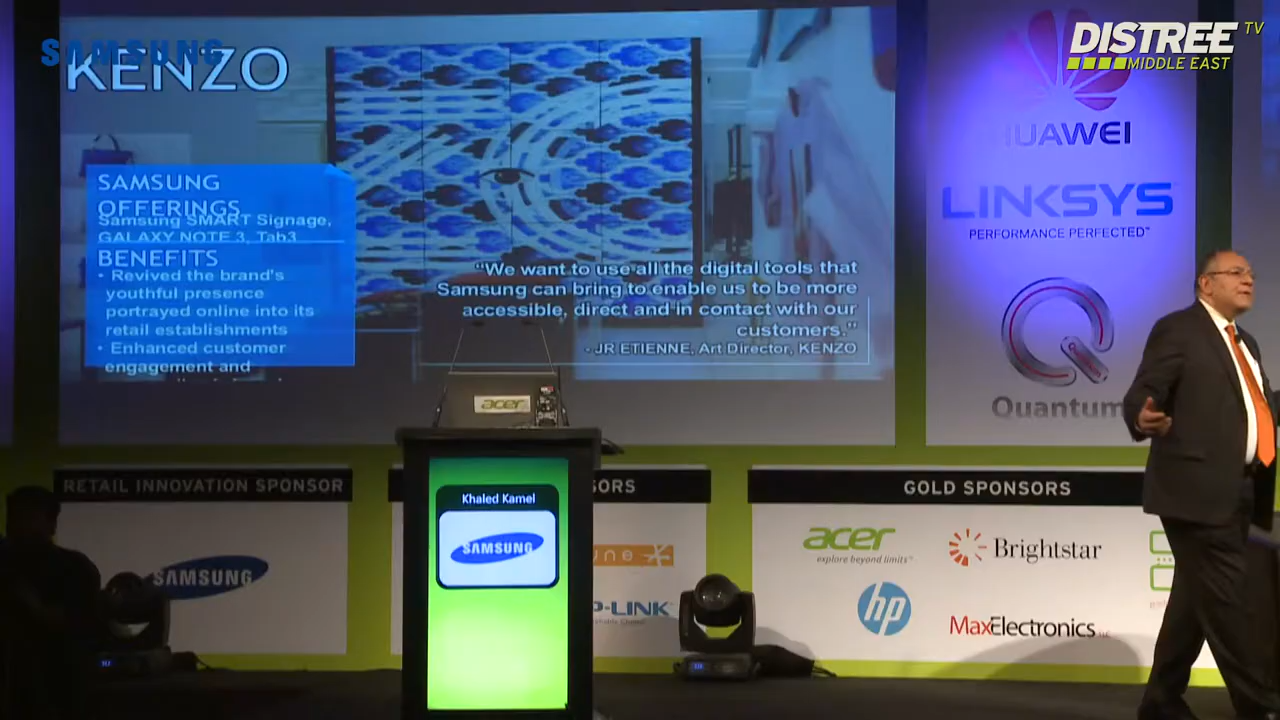 SAMSUNG
KENZO
SAMSUNG
OFFERINGS
Samsung SMART Signage,
GALAXY NOTE 3, Tab3
BENEFITS
• Revived the brand's
youthful presence
portrayed online into its
retail establishments
• Enhanced customer
engagement and
“We want to use all the digital tools that
Samsung can bring to enable us to be more
accessible, direct and in contact with our
customers.”
- JR ETIENNE, Art Director, KENZO
DISTREE TV
MIDDLE EAST
HUAWEI
LINKSYS
PERFORMANCE PERFECTED™
Quantum
acer
Khaled Kamel
SAMSUNG
RETAIL INNOVATION SPONSOR
SAMSUNG
SORS
une
P-LINK
GOLD SPONSORS
acer
explore beyond limits™
Brightstar
hp
MaxElectronics